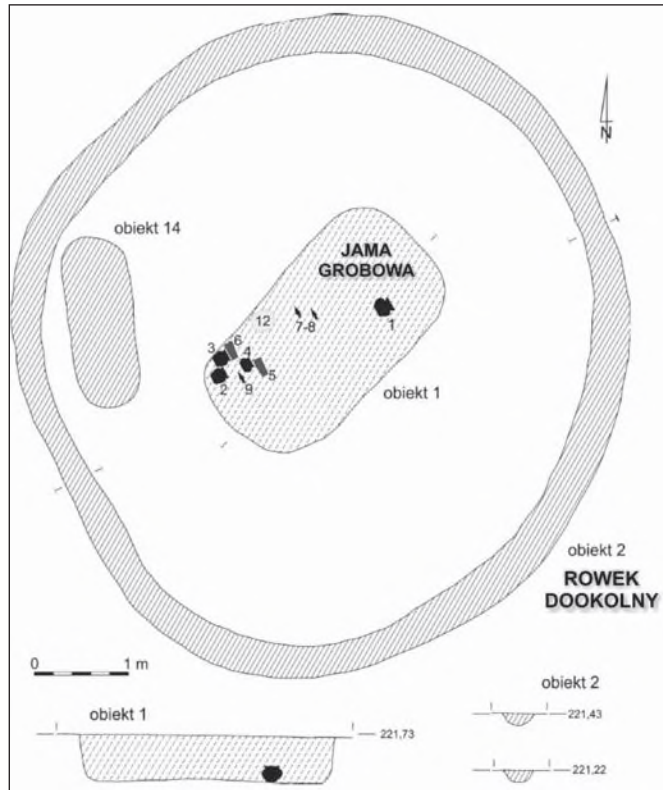 N
obiekt 14
JAMA
GROBOWA
12
7-8
1
3
6
4
2
9
5
obiekt 1
obiekt 2
ROWEK
DOOKOLNY
0 1 m
obiekt 1
221,73
obiekt 2
221,43
221,22